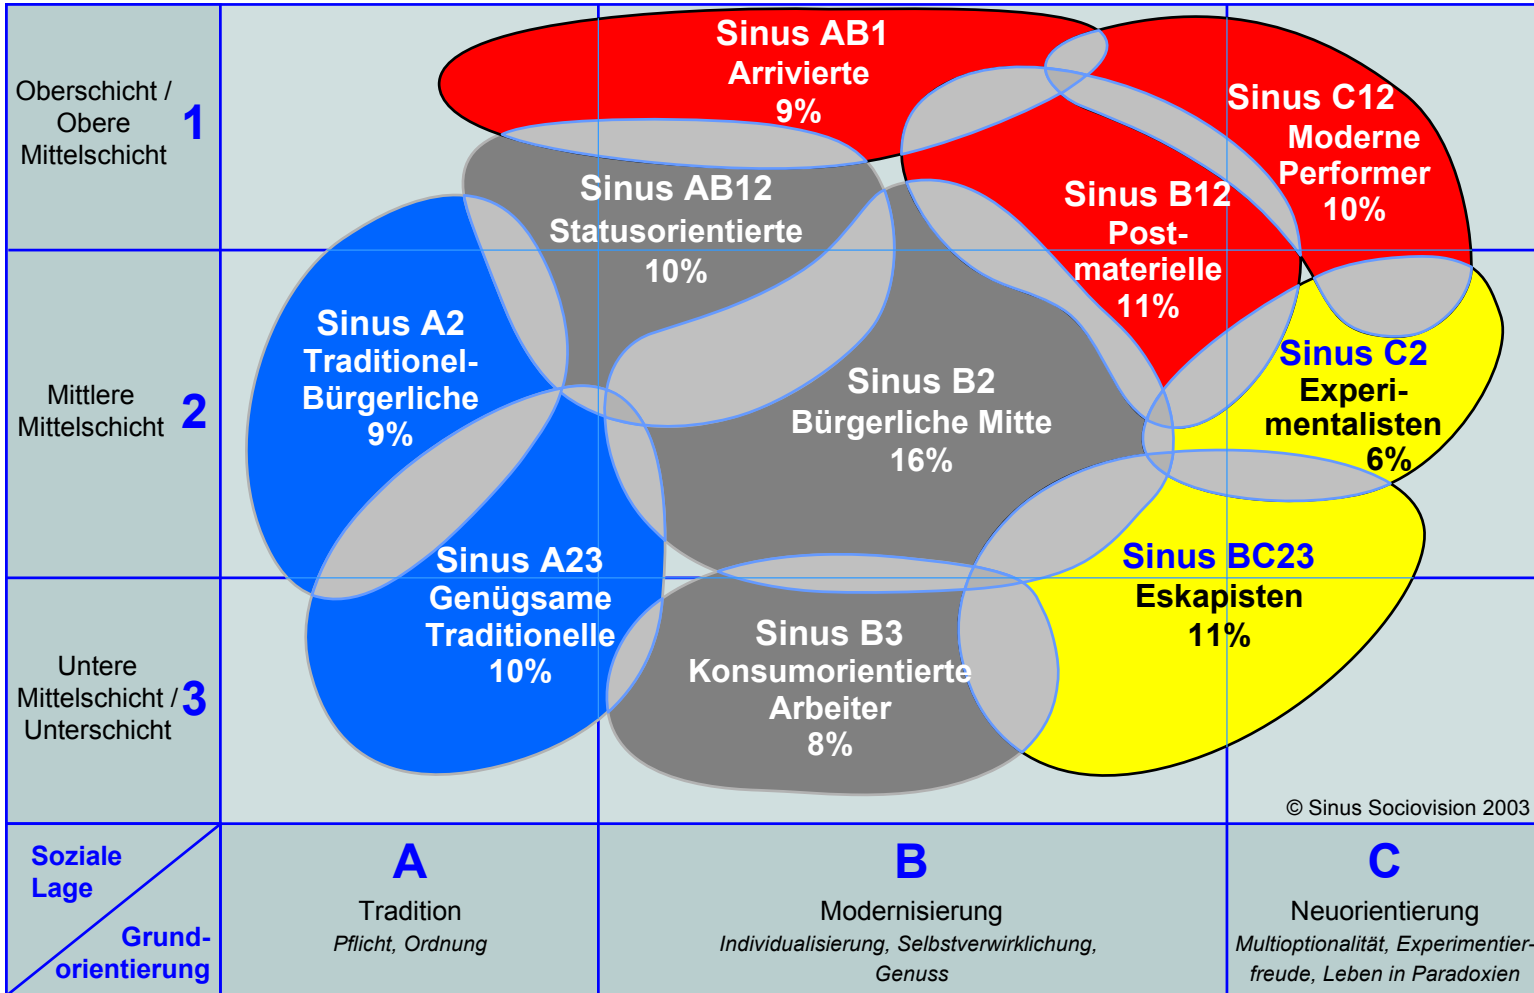 Sinus AB1
Arrivierte
9%
Oberschicht /
Obere
Mittelschicht
1
Sinus C12
Moderne
Performer
10%
Sinus AB12
Statusorientierte
10%
Sinus B12
Post-
materielle
11%
Sinus A2
Traditionel-
Bürgerliche
9%
Mittlere
Mittelschicht
2
Sinus B2
Bürgerliche Mitte
16%
Sinus C2
Experi-
mentalisten
6%
Sinus A23
Genügsame
Traditionelle
10%
Sinus BC23
Eskapisten
11%
Untere
Mittelschicht /
Unterschicht
3
Sinus B3
Konsumorientierte
Arbeiter
8%
© Sinus Sociovision 2003
Soziale
Lage
Grund-
orientierung
A
Tradition
Pflicht, Ordnung
B
Modernisierung
Individualisierung, Selbstverwirklichung,
Genuss
C
Neuorientierung
Multioptionalität, Experimentier-
freude, Leben in Paradoxien